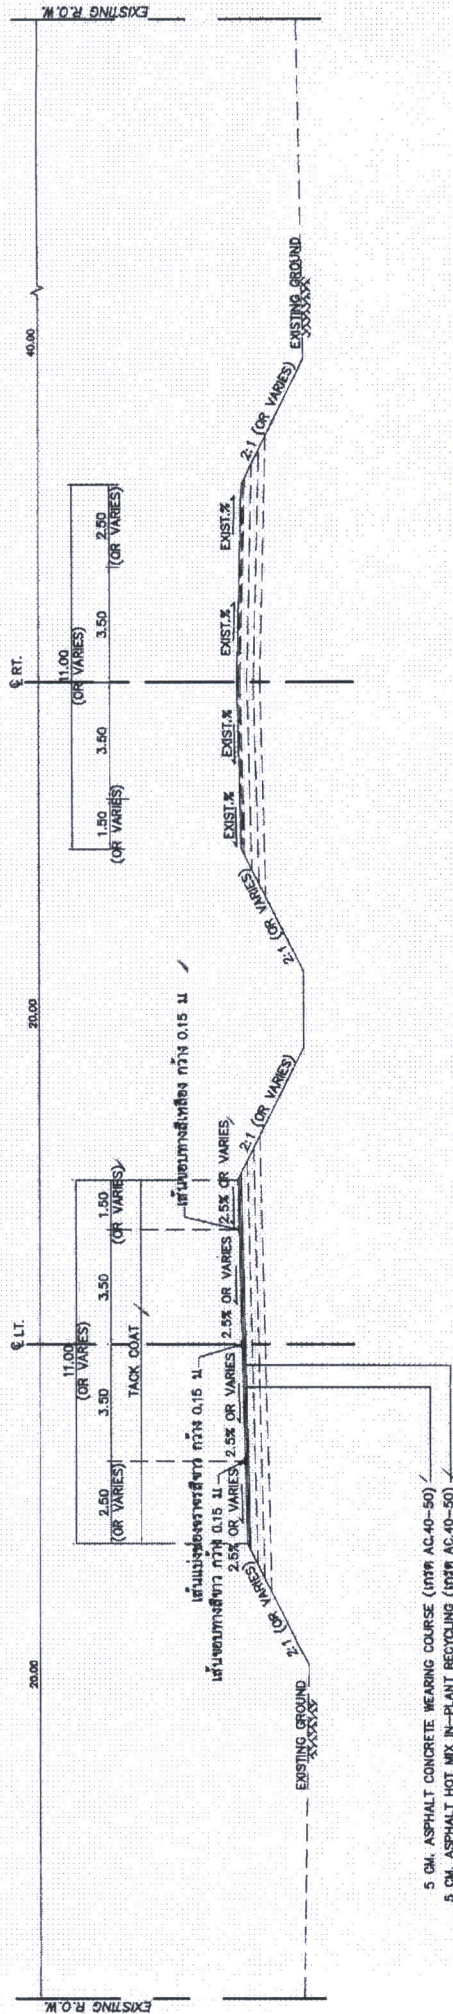 EXISTING R.O.W.
20.00
20.00
40.00
EXISTING R.O.W.
℄ LT.
℄ RT.
11.00
(OR VARIES)
2.50
(OR VARIES)
3.50
3.50
1.50
(OR VARIES)
TACK COAT
11.00
(OR VARIES)
1.50
(OR VARIES)
3.50
3.50
2.50
(OR VARIES)
เส้นแบ่งช่องจราจรสีขาว กว้าง 0.15 ม
เส้นขอบทางสีขาว กว้าง 0.15 ม
เส้นขอบทางสีเหลือง กว้าง 0.15 ม
2.5% OR VARIES
2.5% OR VARIES
2.5% OR VARIES
2.5% OR VARIES
EXIST.%
EXIST.%
EXIST.%
EXIST.%
EXISTING GROUND
2:1 (OR VARIES)
2:1 (OR VARIES)
2:1 (OR VARIES)
2:1 (OR VARIES)
EXISTING GROUND
5 CM. ASPHALT CONCRETE WEARING COURSE (เกรด AC.40-50)
5 CM. ASPHALT HOT MIX IN-PLANT RECYCLING (เกรด AC.40-50)